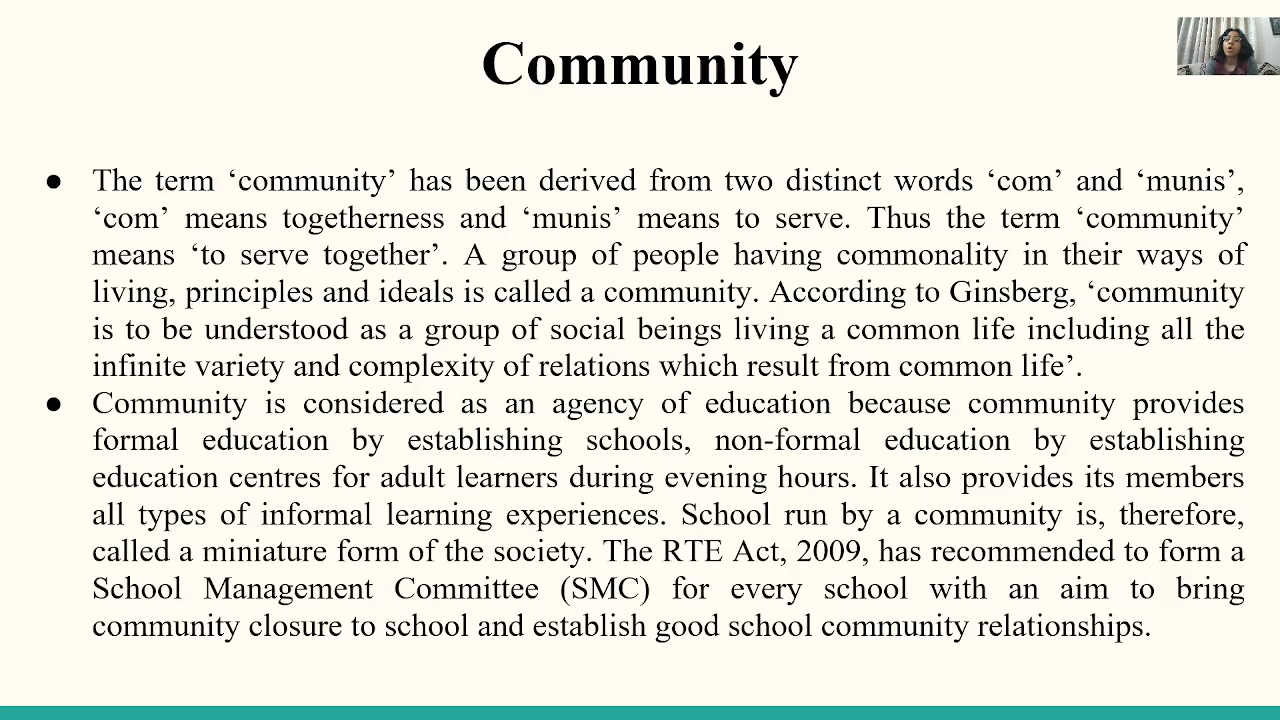 Community
● The term ‘community’ has been derived from two distinct words ‘com’ and ‘munis’,
‘com’ means togetherness and ‘munis’ means to serve. Thus the term ‘community’
means ‘to serve together’. A group of people having commonality in their ways of
living, principles and ideals is called a community. According to Ginsberg, ‘community
is to be understood as a group of social beings living a common life including all the
infinite variety and complexity of relations which result from common life’.
● Community is considered as an agency of education because community provides
formal education by establishing schools, non-formal education by establishing
education centres for adult learners during evening hours. It also provides its members
all types of informal learning experiences. School run by a community is, therefore,
called a miniature form of the society. The RTE Act, 2009, has recommended to form a
School Management Committee (SMC) for every school with an aim to bring
community closure to school and establish good school community relationships.